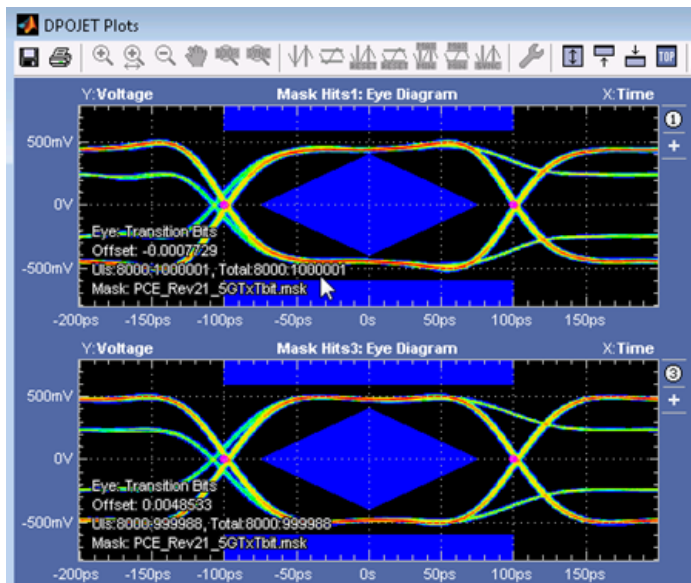 DPOJET Plots
TOP
Y:Voltage Mask Hits1: Eye Diagram X:Time
1
+
500mV
0V
-500mV
Eye: Transition Bits
Offset: -0.0007729
UIs:8000:1000001, Total:8000:1000001
Mask: PCE_Rev21_5GTxTbit.msk
-200ps -150ps -100ps -50ps 0s 50ps 100ps 150ps
Y:Voltage Mask Hits3: Eye Diagram X:Time
3
+
500mV
0V
-500mV
Eye: Transition Bits
Offset: 0.0048533
UIs:8000:999988, Total:8000:999988
Mask: PCE_Rev21_5GTxTbit.msk
-200ps -150ps -100ps -50ps 0s 50ps 100ps 150ps